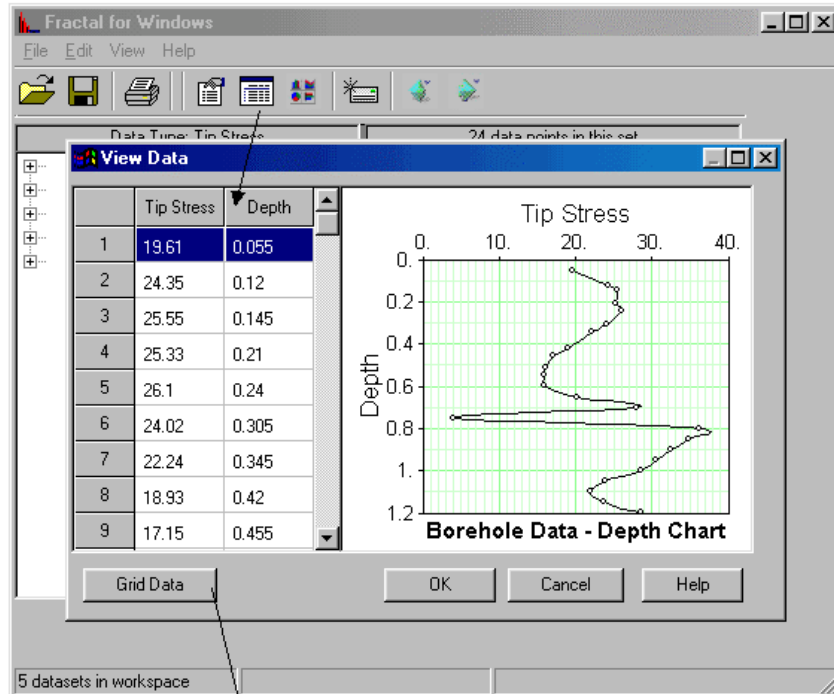 Fractal for Windows
File Edit View Help
Data Type: Tip Stress
24 data points in this set
View Data
Tip Stress Depth
1 19.61 0.055
2 24.35 0.12
3 25.55 0.145
4 25.33 0.21
5 26.1 0.24
6 24.02 0.305
7 22.24 0.345
8 18.93 0.42
9 17.15 0.455
Tip Stress
0. 10. 20. 30. 40.
0.
0.2
0.4
0.6
0.8
1.
1.2
Depth
Borehole Data - Depth Chart
Grid Data OK Cancel Help
5 datasets in workspace